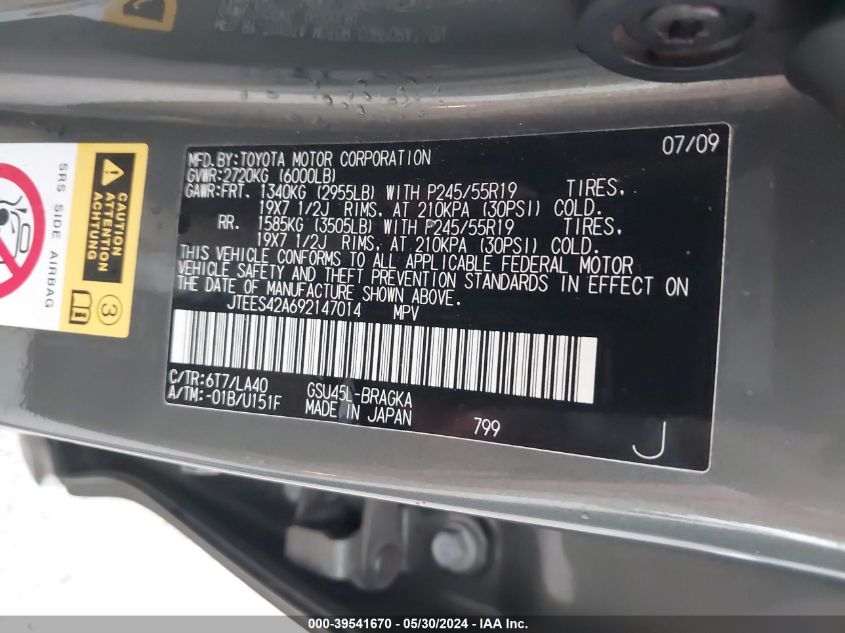 07/09
MFD.BY:TOYOTA MOTOR CORPORATION
GVWR:2720KG (6000LB)
GAWR:FRT. 1340KG (2955LB) WITH P245/55R19 TIRES,
19X7 1/2J RIMS, AT 210KPA (30PSI) COLD.
RR. 1585KG (3505LB) WITH P245/55R19 TIRES,
19X7 1/2J RIMS, AT 210KPA (30PSI) COLD.
THIS VEHICLE CONFORMS TO ALL APPLICABLE FEDERAL MOTOR
VEHICLE SAFETY AND THEFT PREVENTION STANDARDS IN EFFECT ON
THE DATE OF MANUFACTURE SHOWN ABOVE.
JTEES42A692147014 MPV
C/TR:6T7/LA40 GSU45L-BRAGKA
A/TM:-01B/U151F MADE IN JAPAN 799 J
CAUTION
ATTENTION
ACHTUNG
SRS SIDE AIRBAG
3
000-39541670 - 05/30/2024 - IAA Inc.